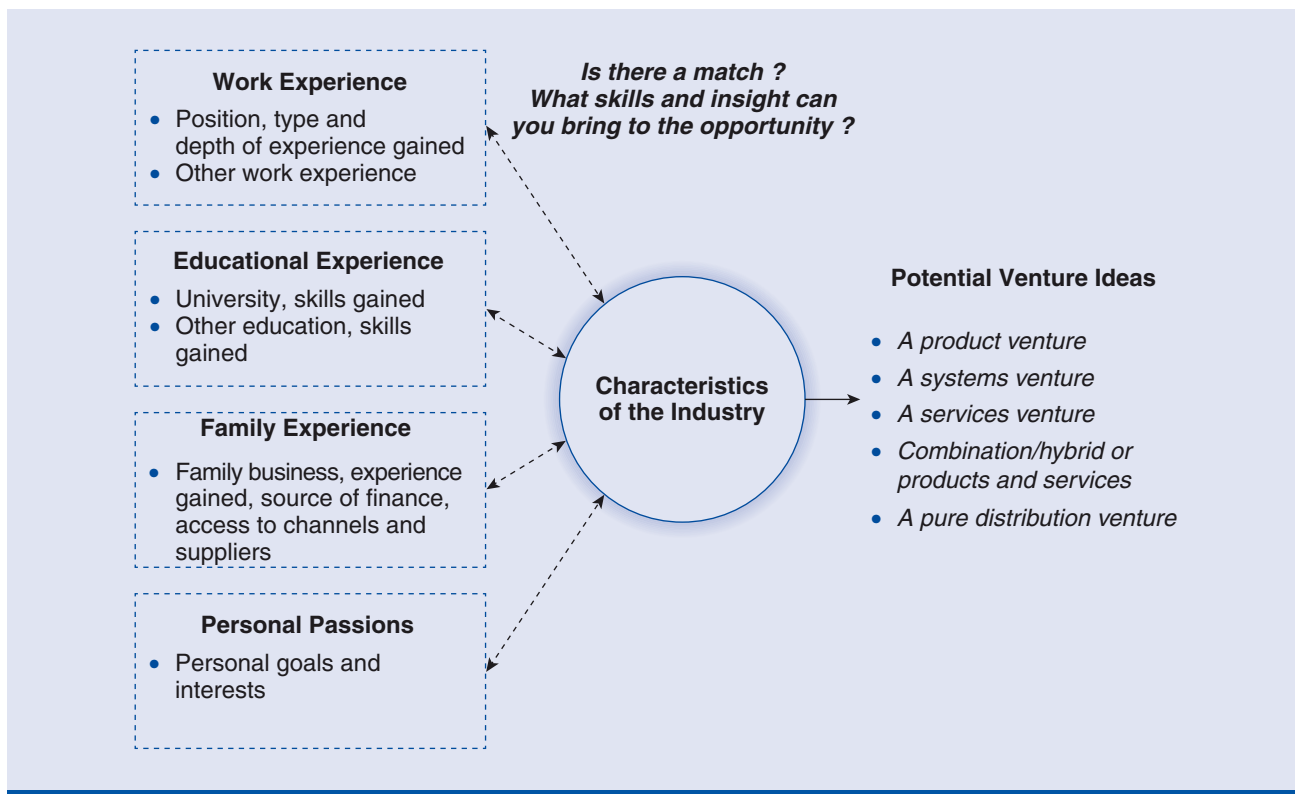 Work Experience
• Position, type and
depth of experience gained
• Other work experience
Is there a match ?
What skills and insight can
you bring to the opportunity ?
Educational Experience
• University, skills gained
• Other education, skills
gained
Family Experience
• Family business, experience
gained, source of finance,
access to channels and
suppliers
Personal Passions
• Personal goals and
interests
Characteristics
of the Industry
Potential Venture Ideas
• A product venture
• A systems venture
• A services venture
• Combination/hybrid or
products and services
• A pure distribution venture